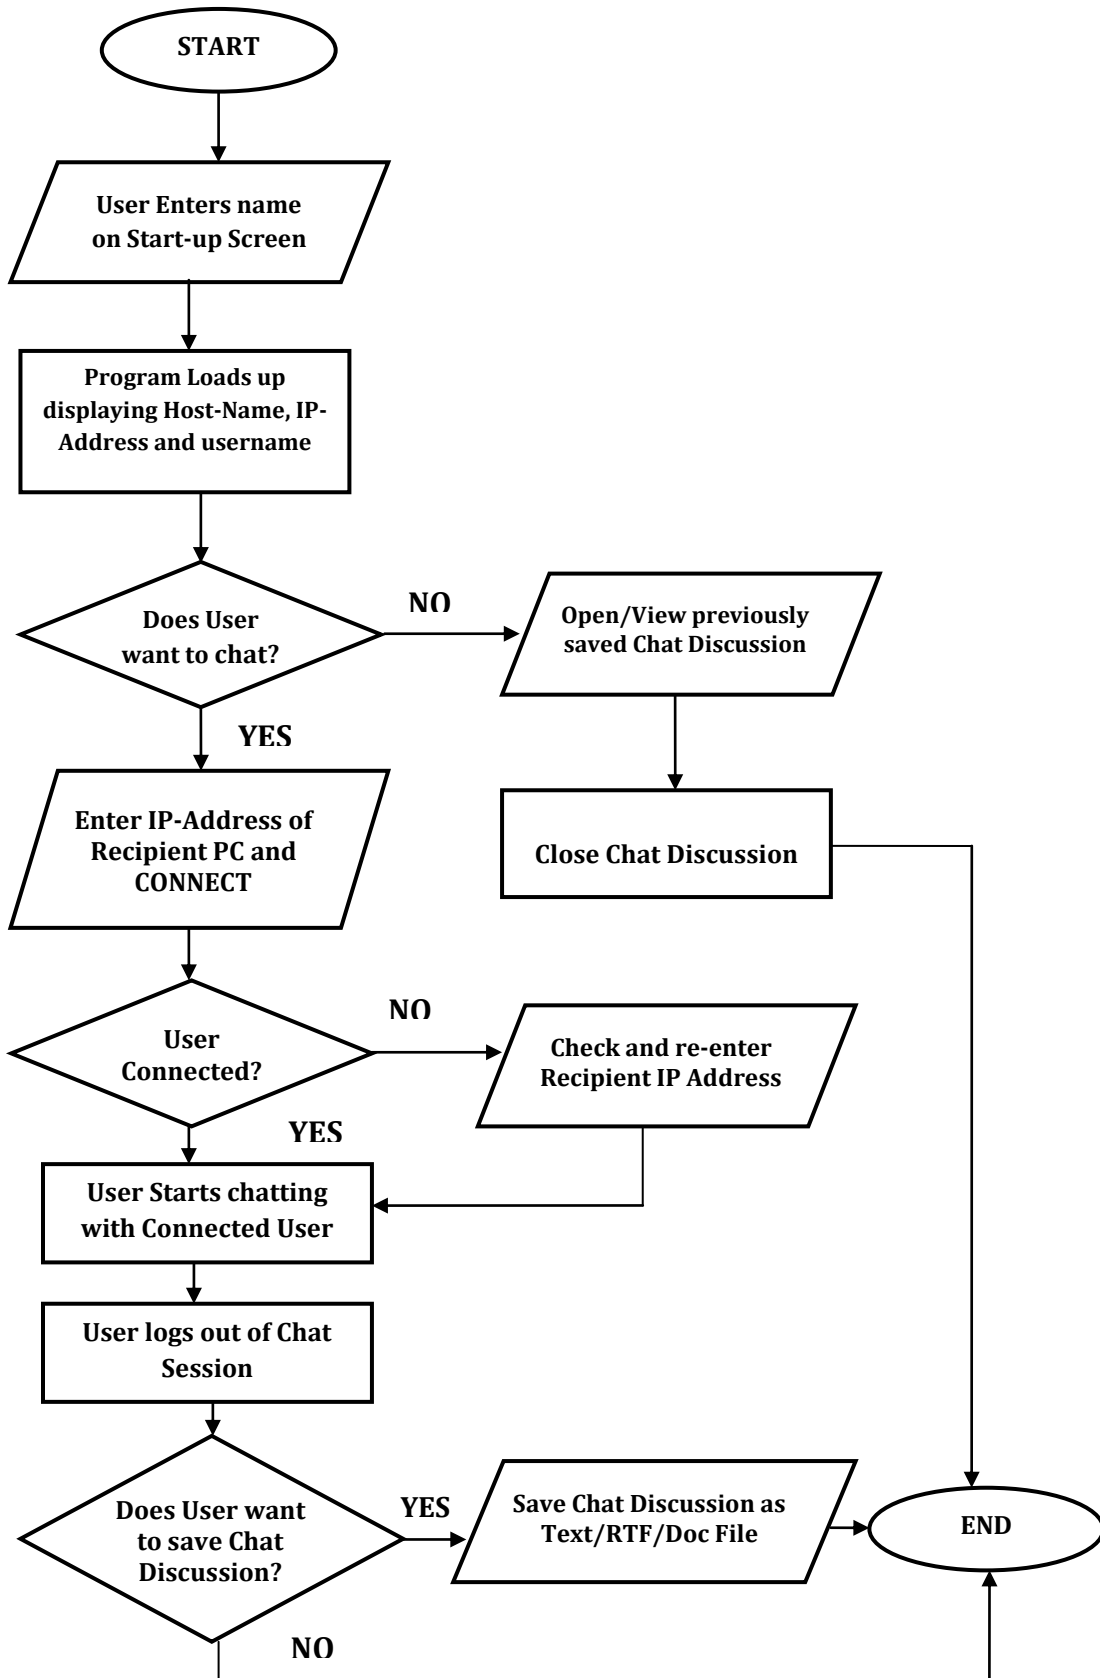 START
User Enters name
on Start-up Screen
Program Loads up
displaying Host-Name, IP-
Address and username
Does User
want to chat?
NO
Open/View previously
saved Chat Discussion
YES
Enter IP-Address of
Recipient PC and
CONNECT
Close Chat Discussion
User
Connected?
NO
Check and re-enter
Recipient IP Address
YES
User Starts chatting
with Connected User
User logs out of Chat
Session
Does User want
to save Chat
Discussion?
YES
Save Chat Discussion as
Text/RTF/Doc File
END
NO